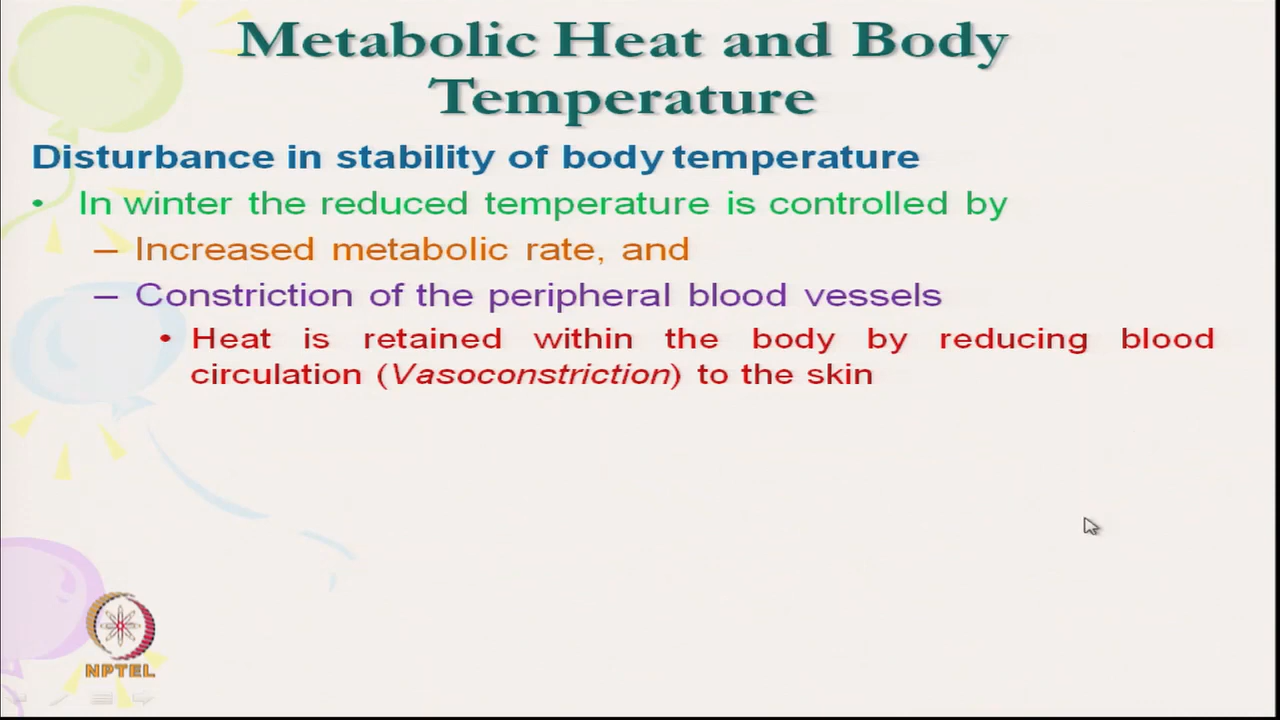 Metabolic Heat and Body
Temperature
Disturbance in stability of body temperature
• In winter the reduced temperature is controlled by
– Increased metabolic rate, and
– Constriction of the peripheral blood vessels
• Heat is retained within the body by reducing blood
circulation (Vasoconstriction) to the skin
NPTEL